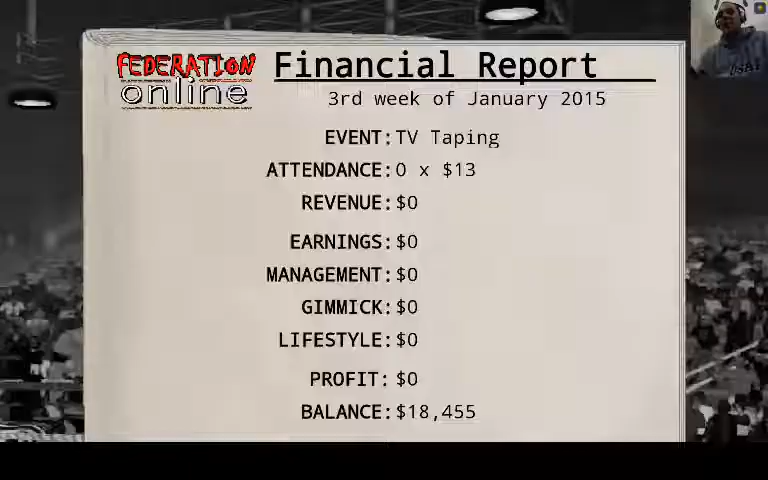 FEDERATION
online
Financial Report
3rd week of January 2015
EVENT: TV Taping
ATTENDANCE: 0 x $13
REVENUE: $0
EARNINGS: $0
MANAGEMENT: $0
GIMMICK: $0
LIFESTYLE: $0
PROFIT: $0
BALANCE: $18,455